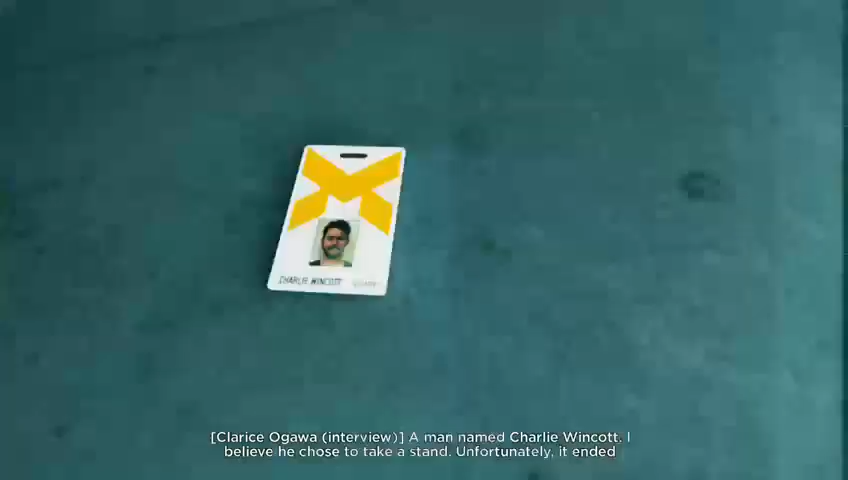 CHARLIE WINCOTT
[Clarice Ogawa (interview)] A man named Charlie Wincott. I
believe he chose to take a stand. Unfortunately, it ended